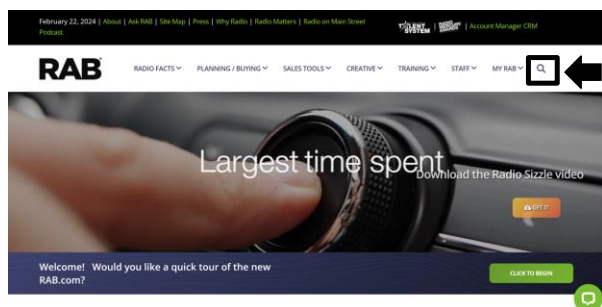 February 22, 2024 | About | Ask RAB | Site Map | Press | Why Radio | Radio Matters | Radio on Main Street
Podcast
TALENT SYSTEM | | Account Manager CRM
RAB
RADIO FACTS PLANNING / BUYING SALES TOOLS CREATIVE TRAINING STAFF MY RAB
Largest time spent
Download the Radio Sizzle video
GET IT
Welcome! Would you like a quick tour of the new
RAB.com?
CLICK TO BEGIN